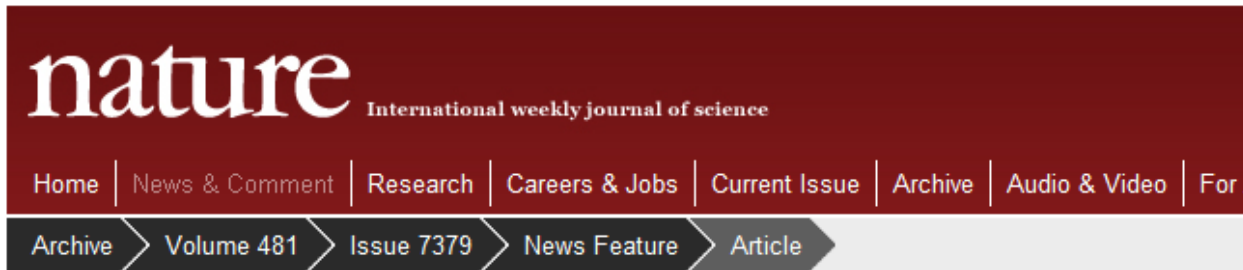 nature International weekly journal of science
Home News & Comment Research Careers & Jobs Current Issue Archive Audio & Video For
Archive Volume 481 Issue 7379 News Feature Article